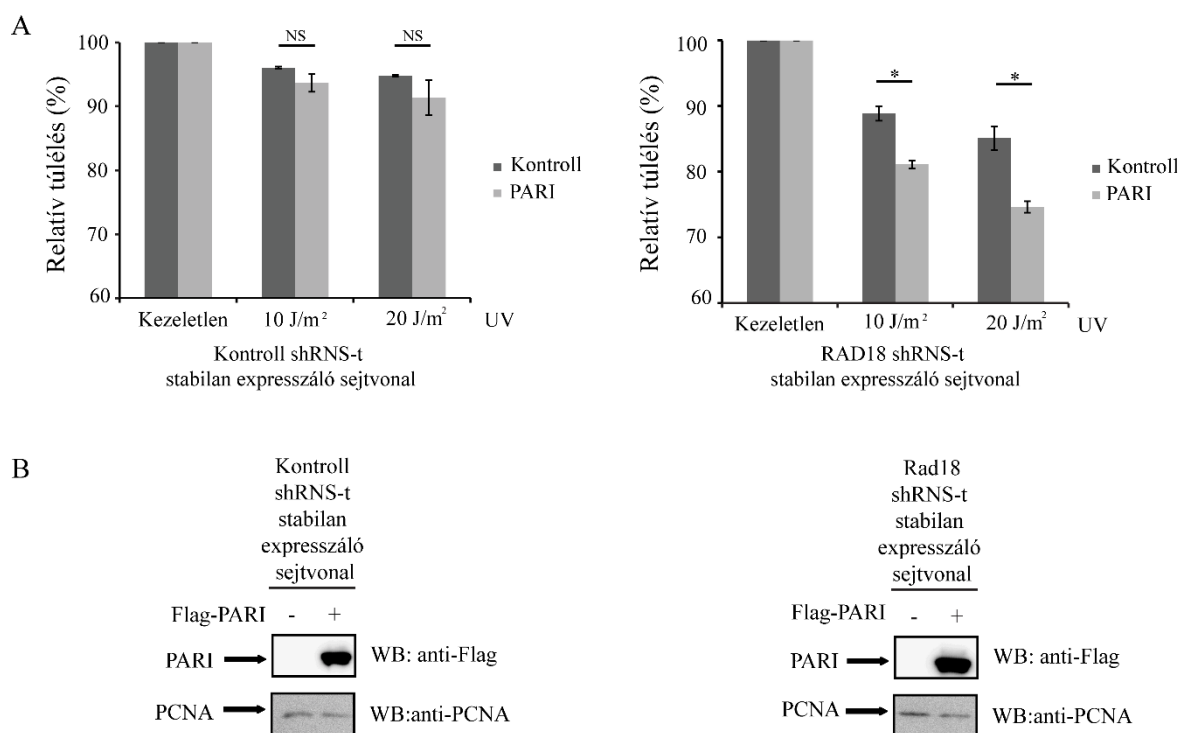 A
Relatív túlélés (%)
100
90
80
70
60
NS
NS
Kontroll
PARI
Kezeletlen
10 J/m²
20 J/m²
UV
Kontroll shRNS-t
stabilan expresszáló sejtvonal
Relatív túlélés (%)
100
90
80
70
60
*
*
Kontroll
PARI
Kezeletlen
10 J/m²
20 J/m²
UV
RAD18 shRNS-t
stabilan expresszáló sejtvonal
B
Kontroll
shRNS-t
stabilan
expresszáló
sejtvonal
Flag-PARI - +
PARI
WB: anti-Flag
PCNA
WB:anti-PCNA
Rad18
shRNS-t
stabilan
expresszáló
sejtvonal
Flag-PARI - +
PARI
WB: anti-Flag
PCNA
WB:anti-PCNA